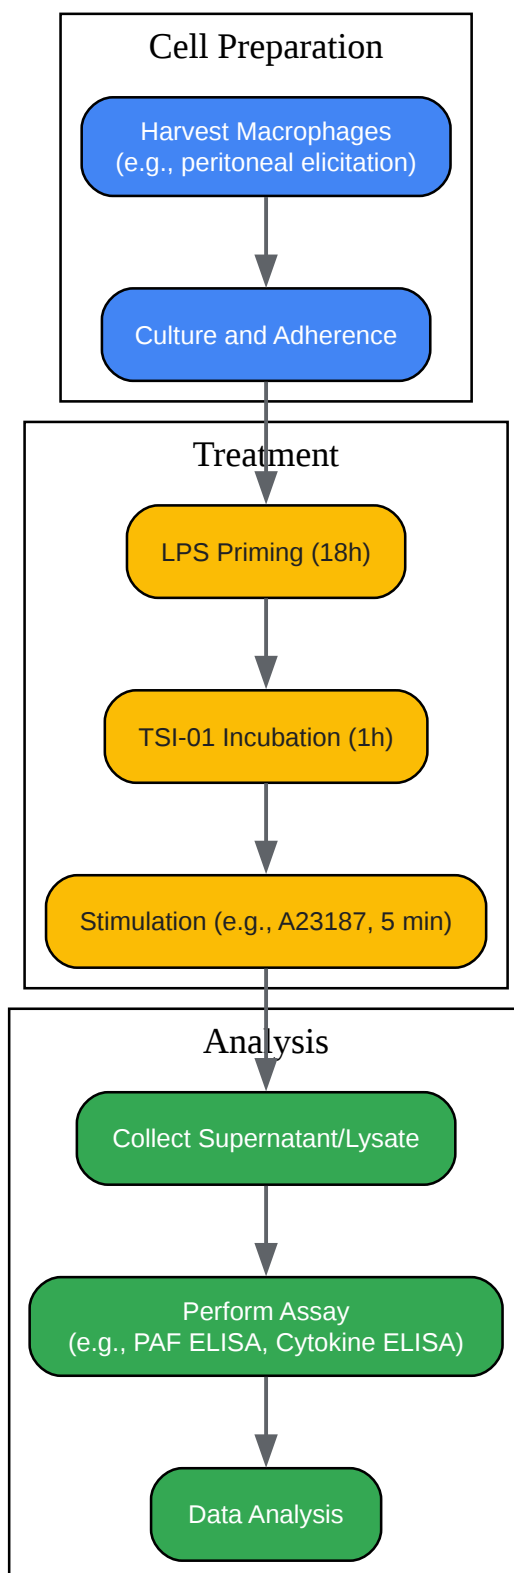 Cell Preparation
Harvest Macrophages
(e.g., peritoneal elicitation)
Culture and Adherence
Treatment
LPS Priming (18h)
TSI-01 Incubation (1h)
Stimulation (e.g., A23187, 5 min)
Analysis
Collect Supernatant/Lysate
Perform Assay
(e.g., PAF ELISA, Cytokine ELISA)
Data Analysis